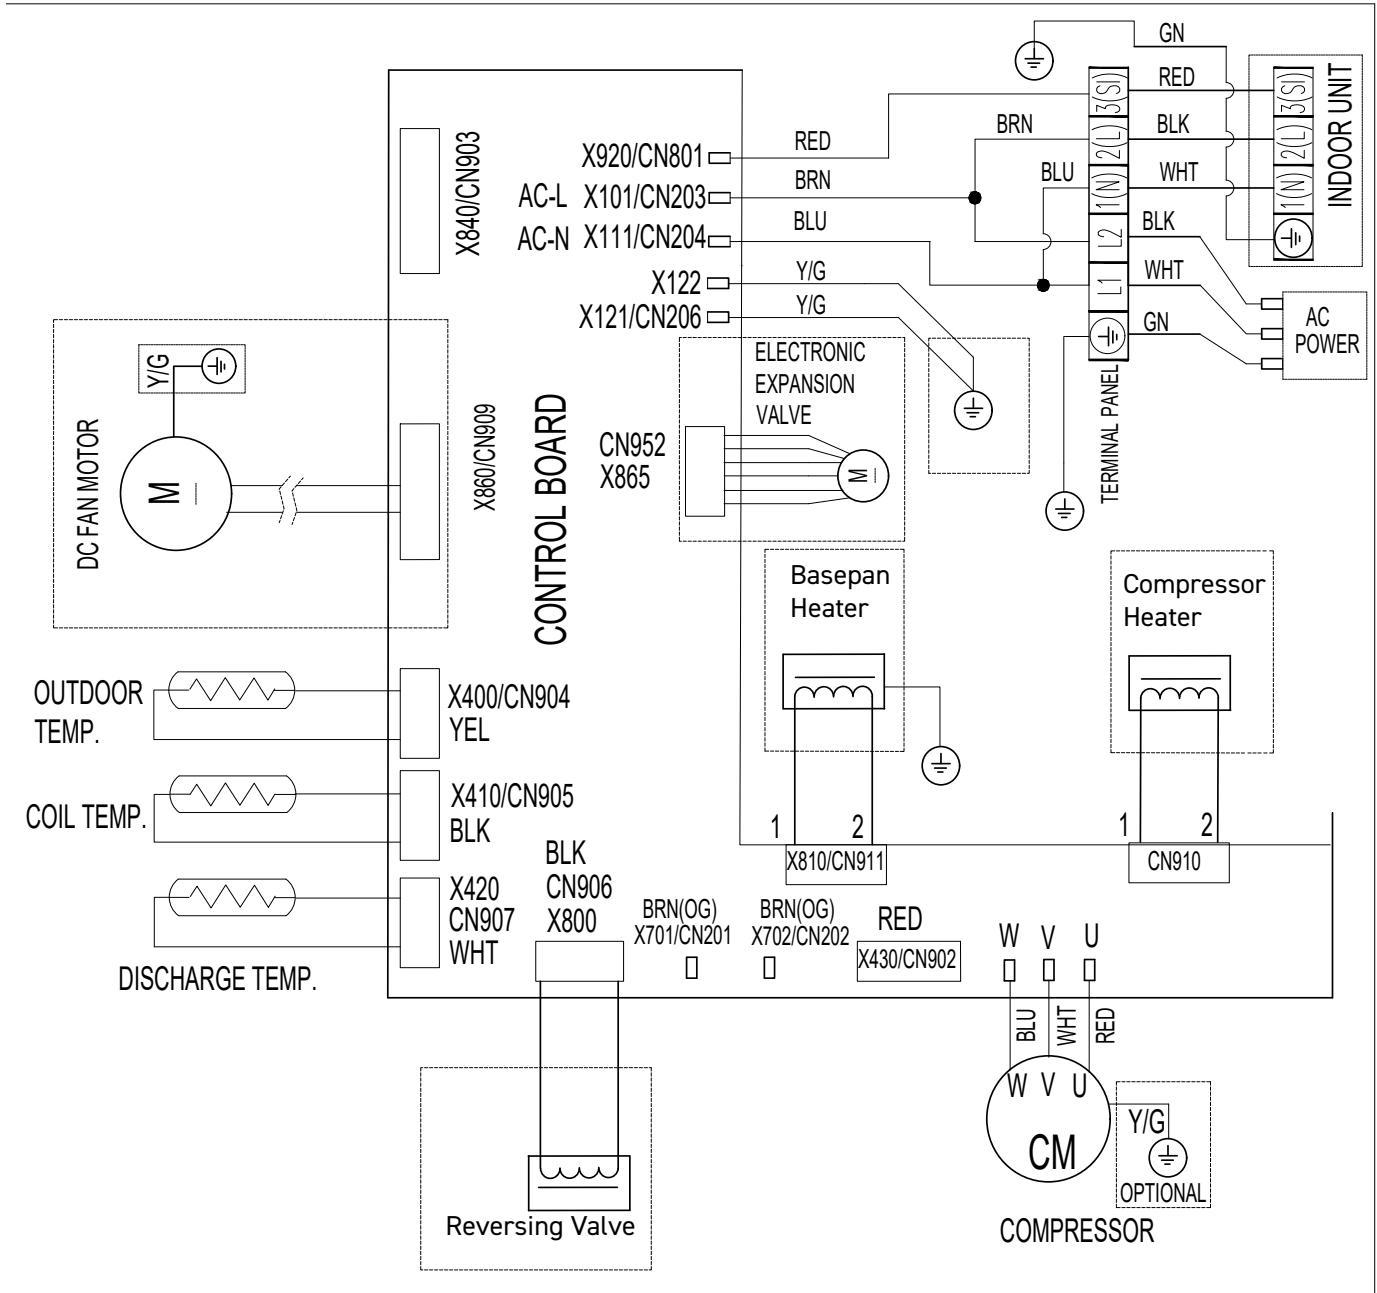 GN
RED
3(SI)
3(SI)
INDOOR UNIT
X840/CN903
X920/CN801
RED
BRN
2(L)
BLK
2(L)
AC-L
X101/CN203
BRN
BLU
1(N)
WHT
1(N)
AC-N
X111/CN204
BLU
L2
BLK
X122
Y/G
L1
WHT
X121/CN206
Y/G
GN
AC
POWER
TERMINAL PANEL
Y/G
DC FAN MOTOR
M
X860/CN909
CONTROL BOARD
ELECTRONIC
EXPANSION
VALVE
CN952
X865
M
Basepan
Heater
Compressor
Heater
OUTDOOR
TEMP.
X400/CN904
YEL
COIL TEMP.
X410/CN905
BLK
1
2
X810/CN911
1
2
CN910
X420
CN907
WHT
DISCHARGE TEMP.
BLK
CN906
X800
BRN(OG)
X701/CN201
BRN(OG)
X702/CN202
RED
X430/CN902
W
V
U
BLU
WHT
RED
W
V
U
CM
Y/G
OPTIONAL
COMPRESSOR
Reversing Valve